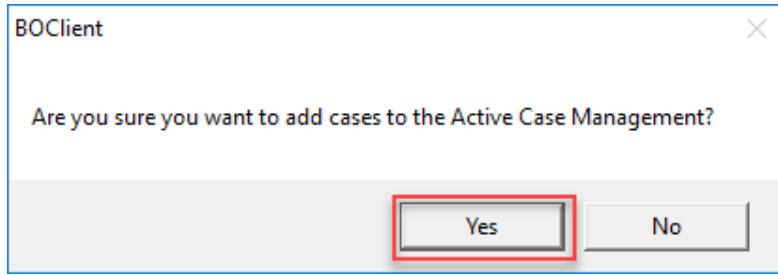 BOClient
Are you sure you want to add cases to the Active Case Management?
Yes
No